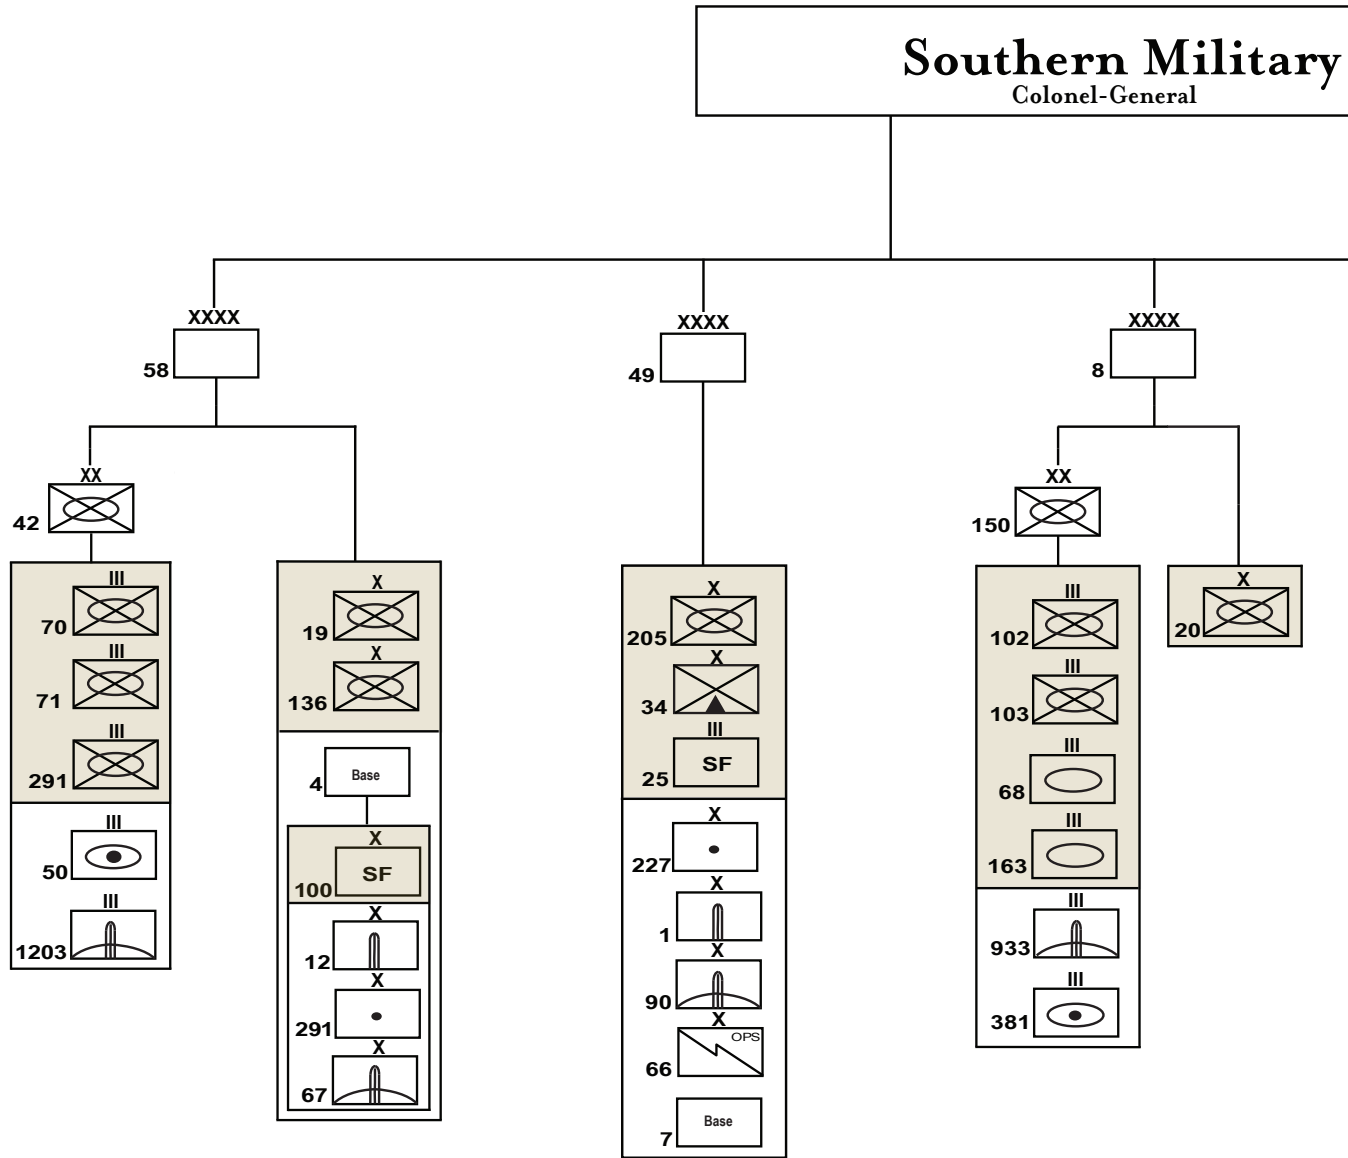 Southern Military
Colonel-General
XXXX
58
XXXX
49
XXXX
8
XX
42
XX
150
III
70
III
71
III
291
III
50
III
1203
X
19
X
136
4 Base
X
100 SF
X
12
X
291
X
67
X
205
X
34
III
25 SF
X
227
X
1
X
90
X
66 OPS
7 Base
III
102
III
103
III
68
III
163
III
933
III
381
X
20